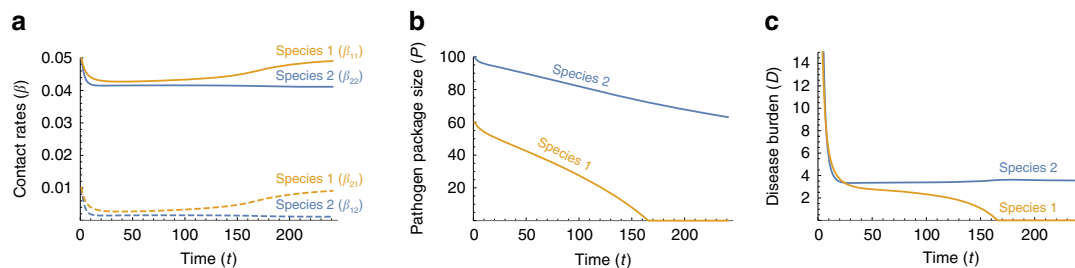 a
Contact rates (β)
0.05
0.04
0.03
0.02
0.01
0
50
100
150
200
Time (t)
Species 1 (β11)
Species 2 (β22)
Species 1 (β21)
Species 2 (β12)
b
Pathogen package size (P)
100
80
60
40
20
0
50
100
150
200
Time (t)
Species 2
Species 1
c
Disease burden (D)
14
12
10
8
6
4
2
0
50
100
150
200
Time (t)
Species 2
Species 1